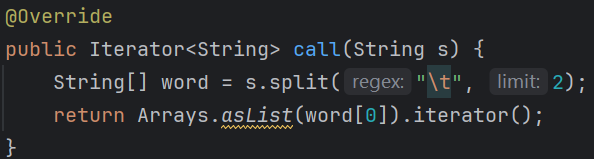 @Override
public Iterator<String> call(String s) {
String[] word = s.split( regex: "\t", limit: 2);
return Arrays.asList(word[0]).iterator();
}